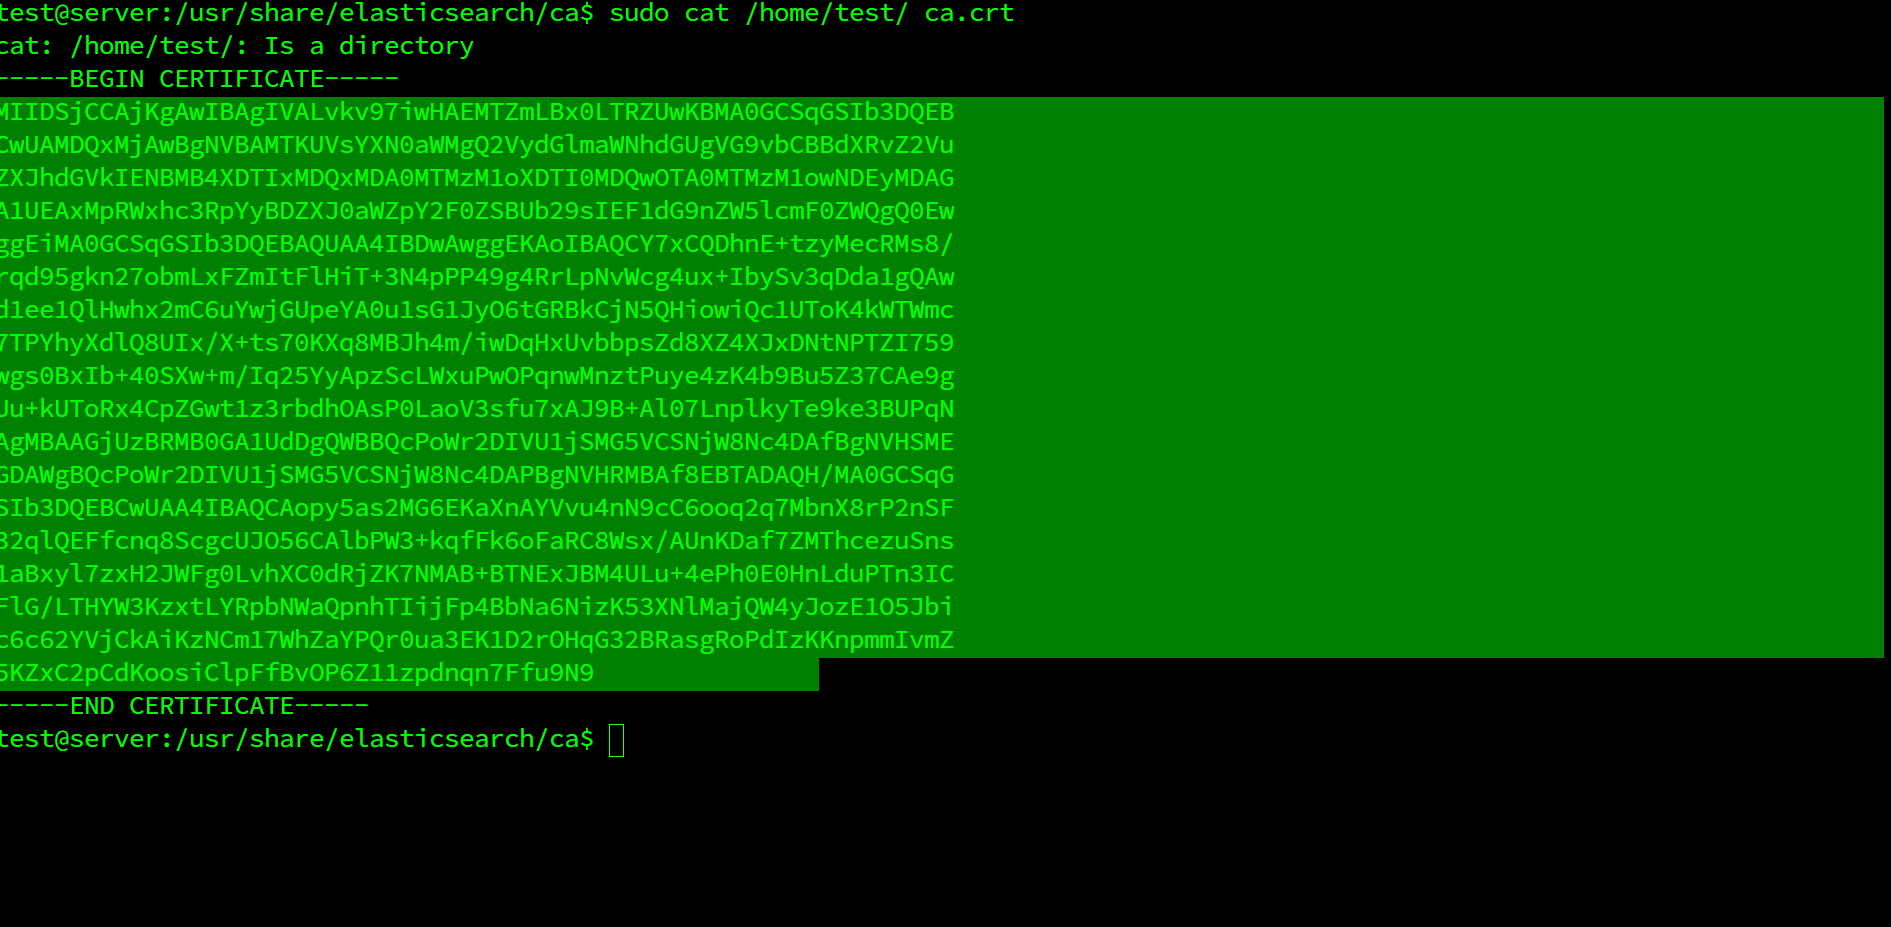 test@server:/usr/share/elasticsearch/ca$ sudo cat /home/test/ ca.crt
cat: /home/test/: Is a directory
-----BEGIN CERTIFICATE-----
MIIDSjCCAjKgAwIBAgIVALvkv97iwHAEMTZmLBx0LTRZUwKBMA0GCSqGSIb3DQEB
CwUAMDQxMjAwBgNVBAMTKUVsYXN0aWMgQ2VydGlmaWNhdGUgVG9vbCBBdXRvZ2Vu
ZXJhdGVkIENBMB4XDTIxMDQxMDA0MTMzM1oXDTI0MDQwOTA0MTMzM1owNDEyMDAG
A1UEAxMpRWxhc3RpYyBDZXJ0aWZpY2F0ZSBUb29sIEF1dG9nZW5lcmF0ZWQgQ0Ew
ggEiMA0GCSqGSIb3DQEBAQUAA4IBDwAwggEKAoIBAQCY7xCQDhnE+tzyMecRMs8/
rqd95gkn27obmLxFZmItFlHiT+3N4pPP49g4RrLpNvWcg4ux+IbySv3qDda1gQAw
d1ee1QlHwhx2mC6uYwjGUpeYA0u1sG1JyO6tGRBkCjN5QHiowiQc1UToK4kWTWmc
7TPYhyXdlQ8UIx/X+ts70KXq8MBJh4m/iwDqHxUvbbpsZd8XZ4XJxDNtNPTZI759
wgs0BxIb+40SXw+m/Iq25YyApzScLWxuPwOPqnwMnztPuye4zK4b9Bu5Z37CAe9g
Uu+kUToRx4CpZGwt1z3rbdhOAsP0LaoV3sfu7xAJ9B+Al07LnplkyTe9ke3BUPqN
AgMBAAGjUzBRMB0GA1UdDgQWBBQcPoWr2DIVU1jSMG5VCSNjW8Nc4DAfBgNVHSME
GDAWgBQcPoWr2DIVU1jSMG5VCSNjW8Nc4DAPBgNVHRMBAf8EBTADAQH/MA0GCSqG
SIb3DQEBCwUAA4IBAQCAopy5as2MG6EKaXnAYVvu4nN9cC6ooq2q7MbnX8rP2nSF
32qlQEFfcnq8ScgcUJO56CAlbPW3+kqfFk6oFaRC8Wsx/AUnKDaf7ZMThcezuSns
1aBxyl7zxH2JWFg0LvhXC0dRjZK7NMAB+BTNExJBM4ULu+4ePh0E0HnLduPTn3IC
FlG/LTHYW3KzxtLYRpbNWaQpnhTIijFp4BbNa6NizK53XNlMajQW4yJozE1O5Jbi
c6c62YVjCkAiKzNCm17WhZaYPQr0ua3EK1D2rOHqG32BRasgRoPdIzKKnpmmIvmZ
5KZxC2pCdKoosiClpFfBvOP6Z11zpdnqn7Ffu9N9
-----END CERTIFICATE-----
test@server:/usr/share/elasticsearch/ca$